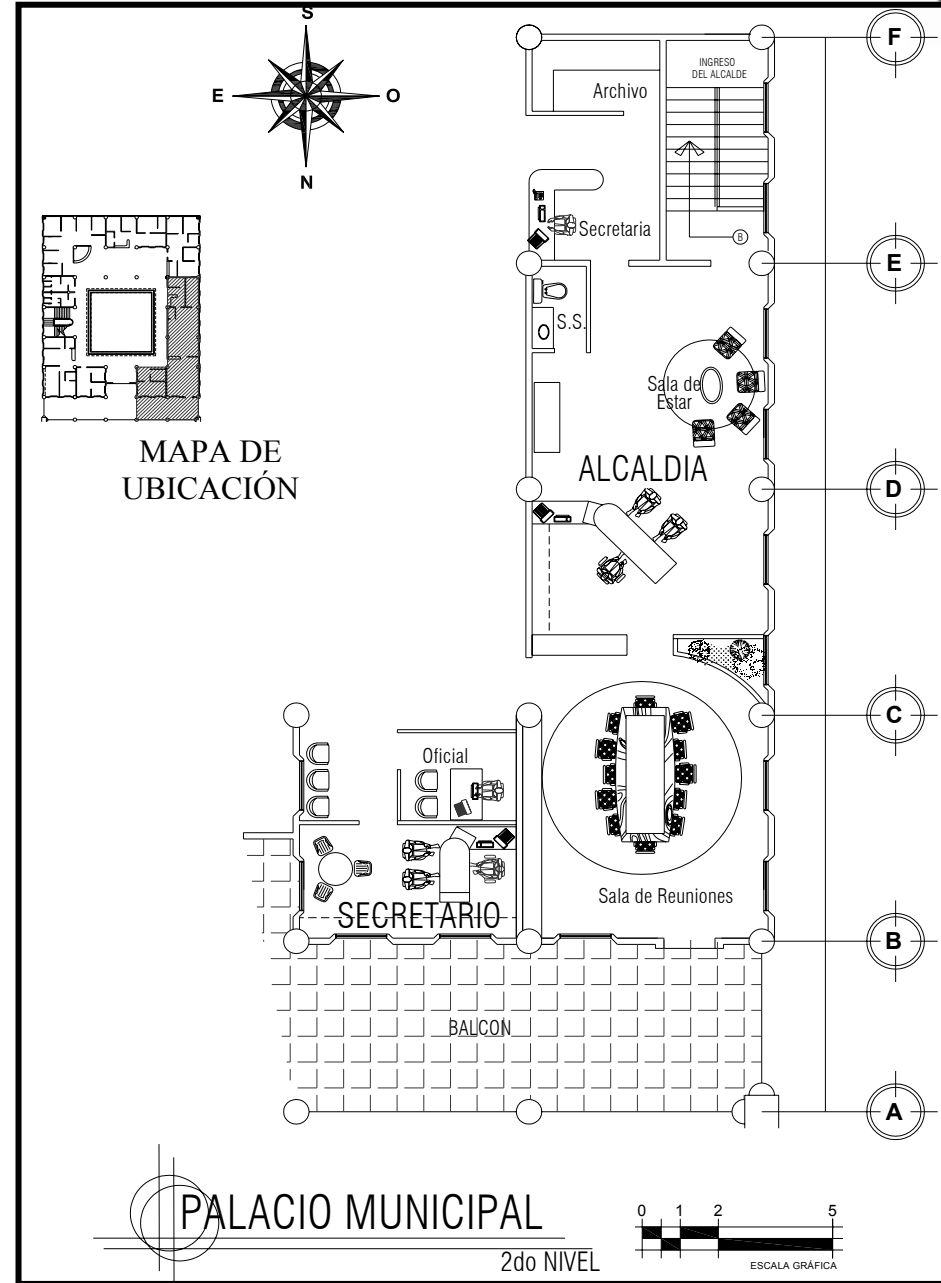 S
E
O
N
MAPA DE
UBICACIÓN
INGRESO
DEL ALCALDE
F
Archivo
Secretaria
B
E
S.S.
Sala de
Estar
ALCALDIA
D
C
Oficial
Sala de Reuniones
SECRETARIO
B
BALCON
A
PALACIO MUNICIPAL
2do NIVEL
0 1 2 5
ESCALA GRÁFICA